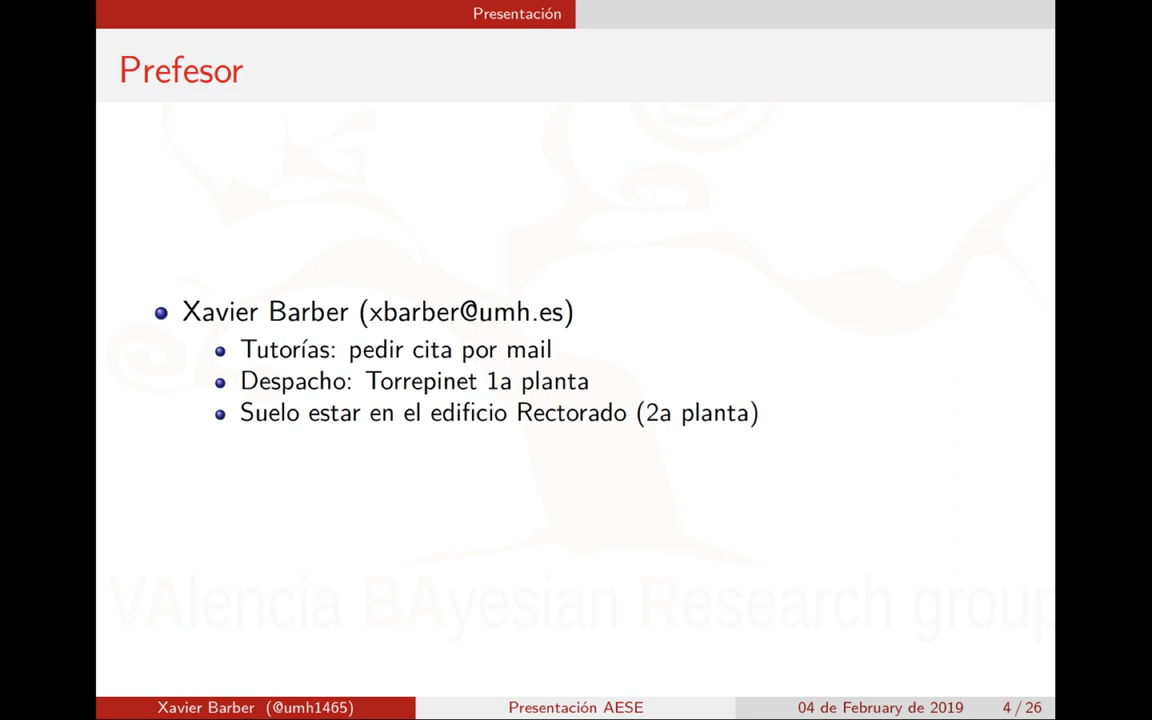 Presentación
Prefesor
Xavier Barber (xbarber@umh.es)
Tutorías: pedir cita por mail
Despacho: Torrepinet 1a planta
Suelo estar en el edificio Rectorado (2a planta)
VAlencia BAyesian Research group
Xavier Barber (@umh1465)
Presentación AESE
04 de February de 2019
4 / 26